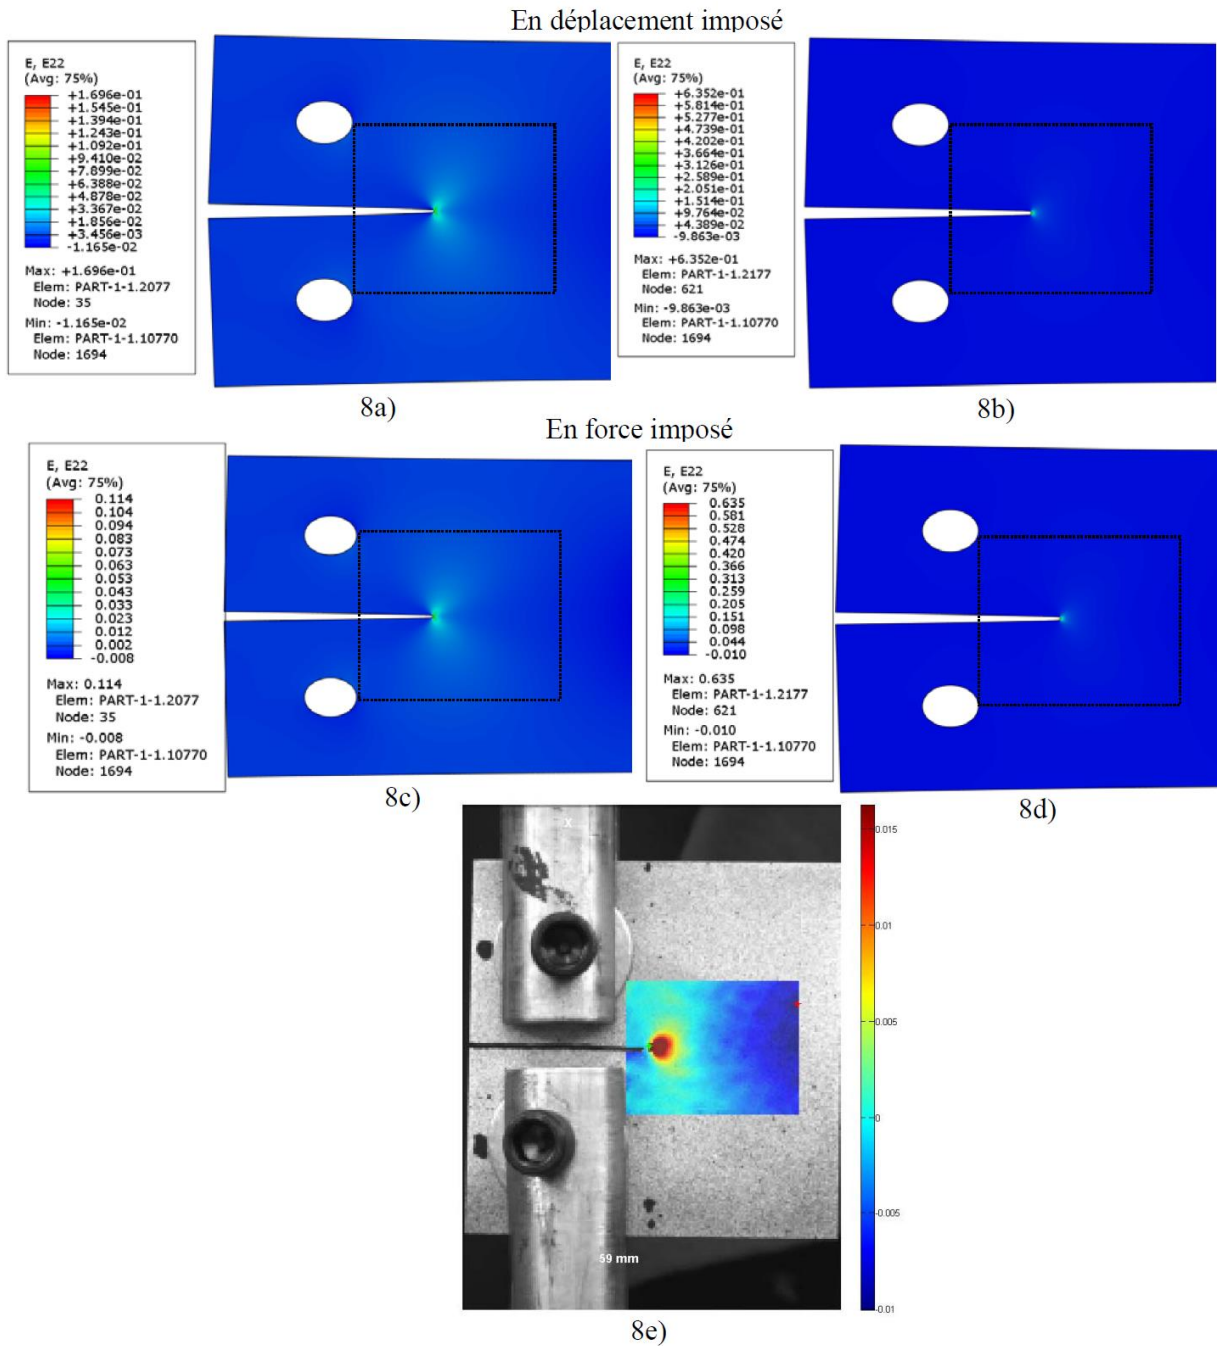 En déplacement imposé
E, E22
(Avg: 75%)
+1.696e-01
+1.545e-01
+1.394e-01
+1.243e-01
+1.092e-01
+9.410e-02
+7.899e-02
+6.388e-02
+4.878e-02
+3.367e-02
+1.856e-02
+3.456e-03
-1.165e-02
Max: +1.696e-01
Elem: PART-1-1.2077
Node: 35
Min: -1.165e-02
Elem: PART-1-1.10770
Node: 1694
8a)
E, E22
(Avg: 75%)
+6.352e-01
+5.814e-01
+5.277e-01
+4.739e-01
+4.202e-01
+3.664e-01
+3.126e-01
+2.589e-01
+2.051e-01
+1.514e-01
+9.764e-02
+4.389e-02
-9.863e-03
Max: +6.352e-01
Elem: PART-1-1.2177
Node: 621
Min: -9.863e-03
Elem: PART-1-1.10770
Node: 1694
8b)
En force imposé
E, E22
(Avg: 75%)
0.114
0.104
0.094
0.083
0.073
0.063
0.053
0.043
0.033
0.023
0.012
0.002
-0.008
Max: 0.114
Elem: PART-1-1.2077
Node: 35
Min: -0.008
Elem: PART-1-1.10770
Node: 1694
8c)
E, E22
(Avg: 75%)
0.635
0.581
0.528
0.474
0.420
0.366
0.313
0.259
0.205
0.151
0.098
0.044
-0.010
Max: 0.635
Elem: PART-1-1.2177
Node: 621
Min: -0.010
Elem: PART-1-1.10770
Node: 1694
8d)
X
59 mm
0.015
0.01
0.005
0
-0.005
-0.01
8e)